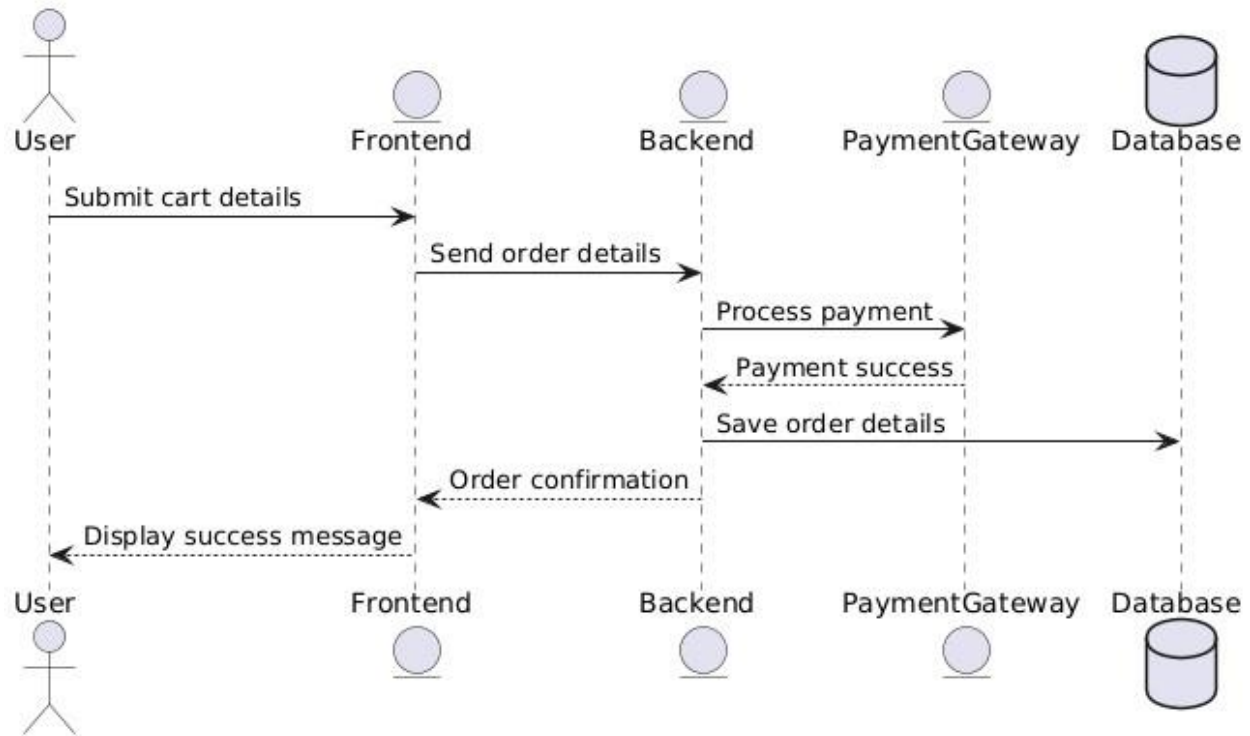 User Frontend Backend PaymentGateway Database
Submit cart details
Send order details
Process payment
Payment success
Save order details
Order confirmation
Display success message
User Frontend Backend PaymentGateway Database